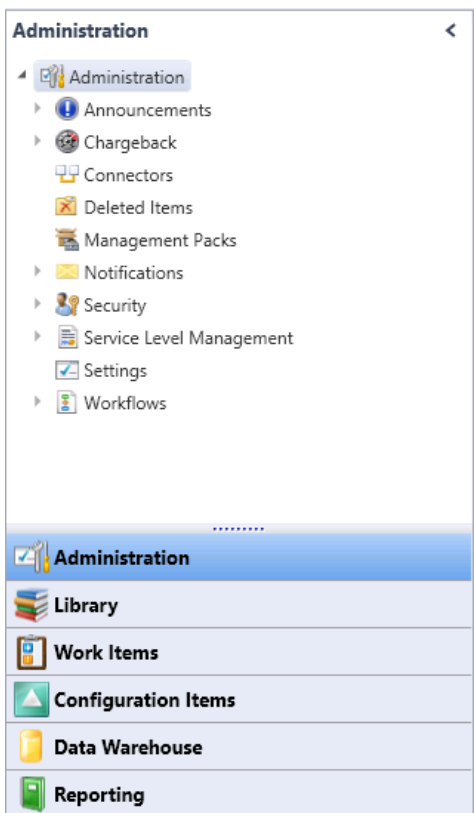 Administration
Administration
Announcements
Chargeback
Connectors
Deleted Items
Management Packs
Notifications
Security
Service Level Management
Settings
Workflows
Administration
Library
Work Items
Configuration Items
Data Warehouse
Reporting